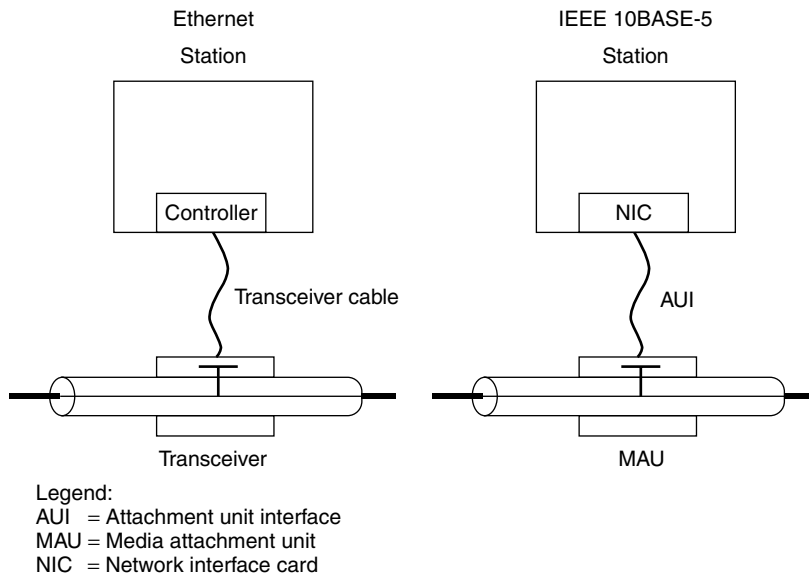 Ethernet
Station
Controller
Transceiver cable
Transceiver
IEEE 10BASE-5
Station
NIC
AUI
MAU
Legend:
AUI = Attachment unit interface
MAU = Media attachment unit
NIC = Network interface card